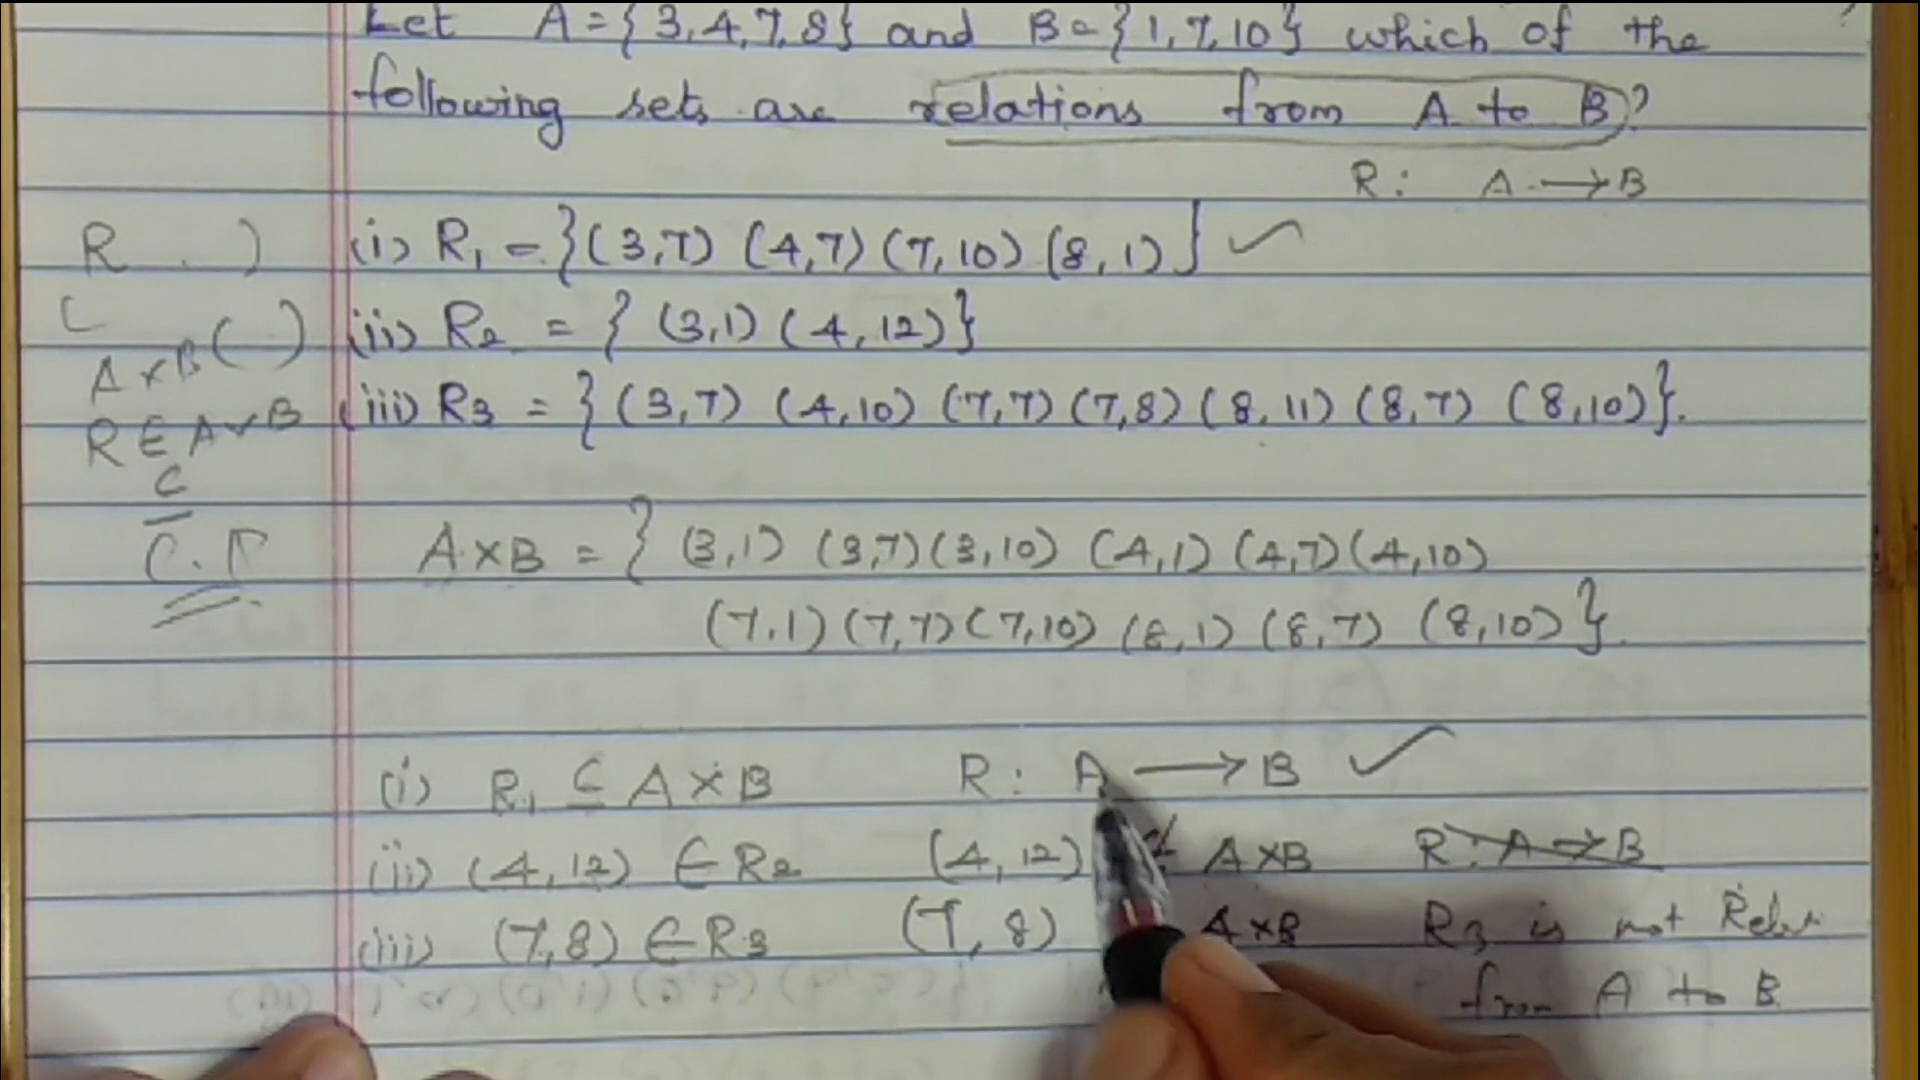 Let A = {3,4,7,8} and B = {1,7,10} which of the
following sets are relations from A to B?
R: A → B
R . ) (i) R₁ = {(3,7) (4,7) (7,10) (8,1)} ✓
(
A×B ( ) (ii) R₂ = { (3,1) (4,12)}
R ∈ A×B (iii) R3 = {(3,7) (4,10) (7,7) (7,8) (8,11) (8,7) (8,10)}.
⊆
C.P A×B = { (3,1) (3,7) (3,10) (4,1) (4,7) (4,10)
(7,1) (7,7) (7,10) (8,1) (8,7) (8,10)}.
(i) R₁ ⊆ A×B R: A → B ✓
(ii) (4,12) ∈ R₂ (4,12) ∉ A×B R: A → B
(iii) (7,8) ∈ R3 (7,8) A×B R3 is not
from A to B